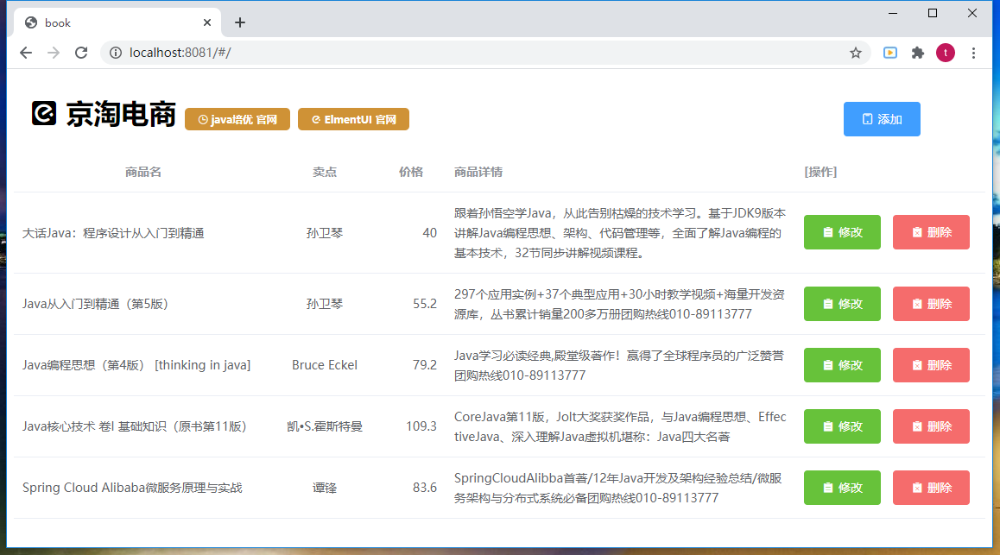 book
localhost:8081/#/
t
京淘电商
java培优 官网
ElmentUI 官网
添加
商品名 卖点 价格 商品详情 [操作]
大话Java：程序设计从入门到精通 孙卫琴 40
跟着孙悟空学Java，从此告别枯燥的技术学习。基于JDK9版本
讲解Java编程思想、架构、代码管理等，全面了解Java编程的
基本技术，32节同步讲解视频课程。
修改 删除
Java从入门到精通（第5版） 孙卫琴 55.2
297个应用实例+37个典型应用+30小时教学视频+海量开发资
源库，丛书累计销量200多万册团购热线010-89113777
修改 删除
Java编程思想（第4版） [thinking in java] Bruce Eckel 79.2
Java学习必读经典,殿堂级著作！赢得了全球程序员的广泛赞誉
团购热线010-89113777
修改 删除
Java核心技术 卷I 基础知识（原书第11版） 凯•S.霍斯特曼 109.3
CoreJava第11版，Jolt大奖获奖作品，与Java编程思想、Effec
tiveJava、深入理解Java虚拟机堪称：Java四大名著
修改 删除
Spring Cloud Alibaba微服务原理与实战 谭锋 83.6
SpringCloudAlibba首著/12年Java开发及架构经验总结/微服
务架构与分布式系统必备团购热线010-89113777
修改 删除